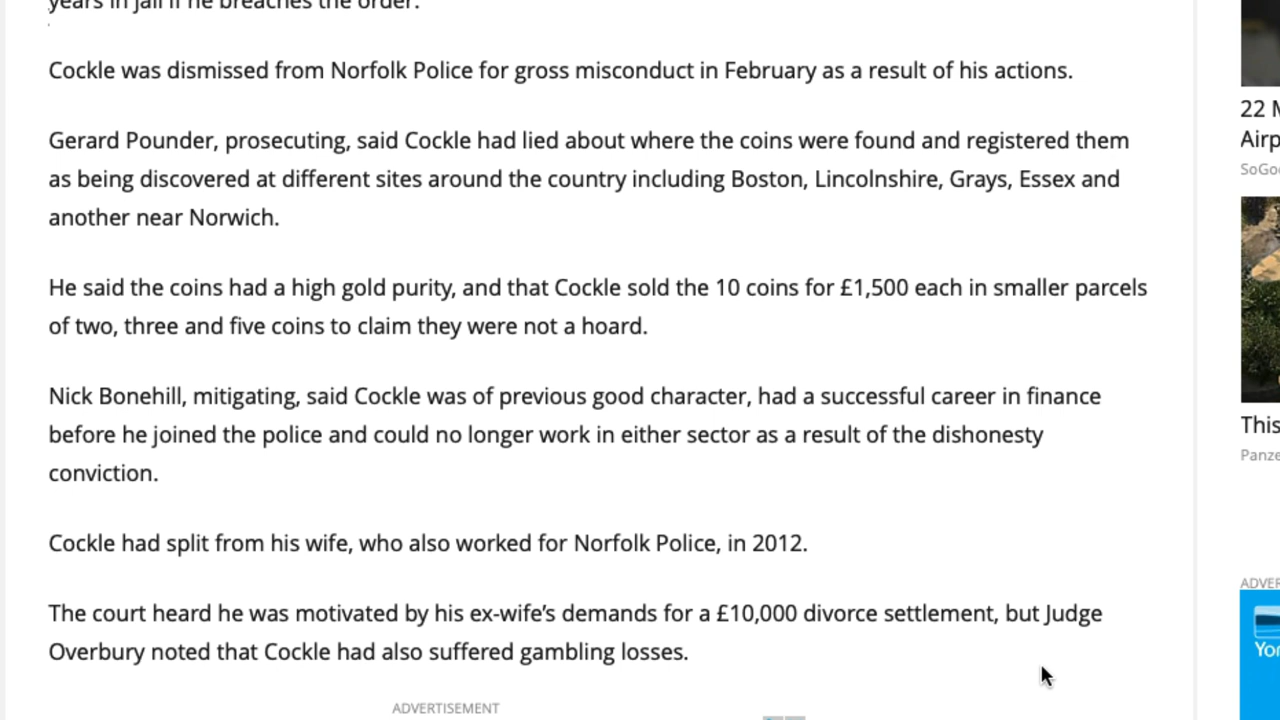 years in jail if he breaches the order.
Cockle was dismissed from Norfolk Police for gross misconduct in February as a result of his actions.
Gerard Pounder, prosecuting, said Cockle had lied about where the coins were found and registered them
as being discovered at different sites around the country including Boston, Lincolnshire, Grays, Essex and
another near Norwich.
He said the coins had a high gold purity, and that Cockle sold the 10 coins for £1,500 each in smaller parcels
of two, three and five coins to claim they were not a hoard.
Nick Bonehill, mitigating, said Cockle was of previous good character, had a successful career in finance
before he joined the police and could no longer work in either sector as a result of the dishonesty
conviction.
Cockle had split from his wife, who also worked for Norfolk Police, in 2012.
The court heard he was motivated by his ex-wife’s demands for a £10,000 divorce settlement, but Judge
Overbury noted that Cockle had also suffered gambling losses.
ADVERTISEMENT
22
This